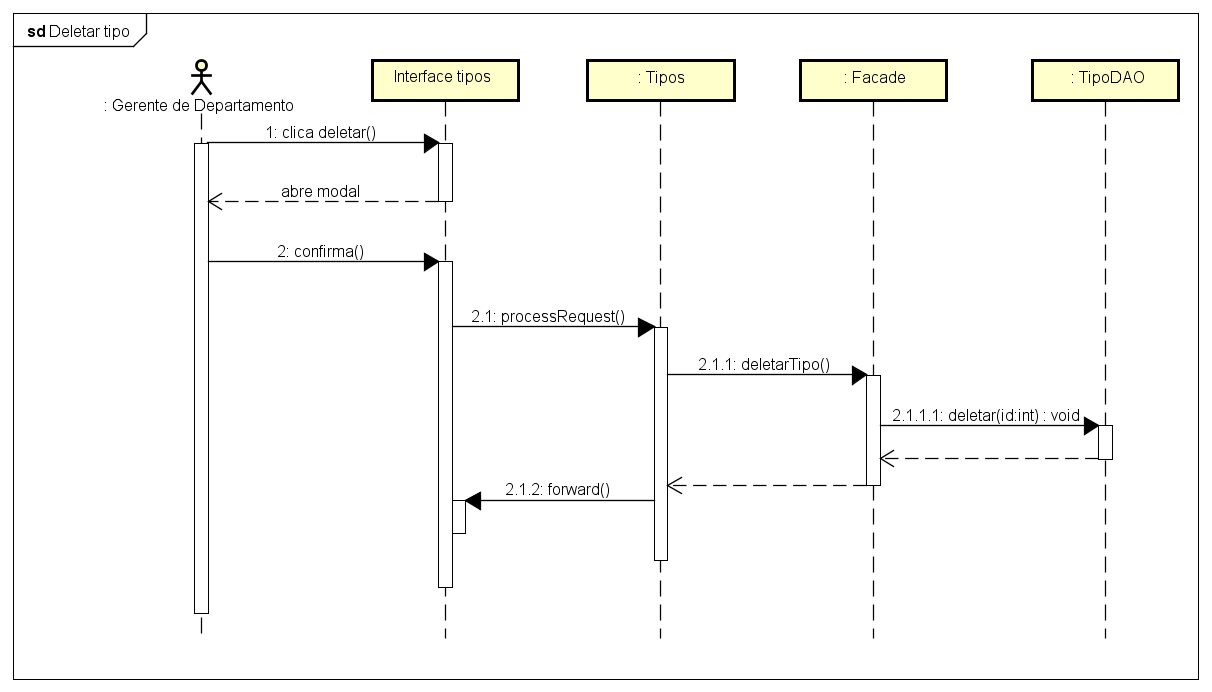 sd Deletar tipo
: Gerente de Departamento
Interface tipos
: Tipos
: Facade
: TipoDAO
1: clica deletar()
abre modal
2: confirma()
2.1: processRequest()
2.1.1: deletarTipo()
2.1.1.1: deletar(id:int) : void
2.1.2: forward()